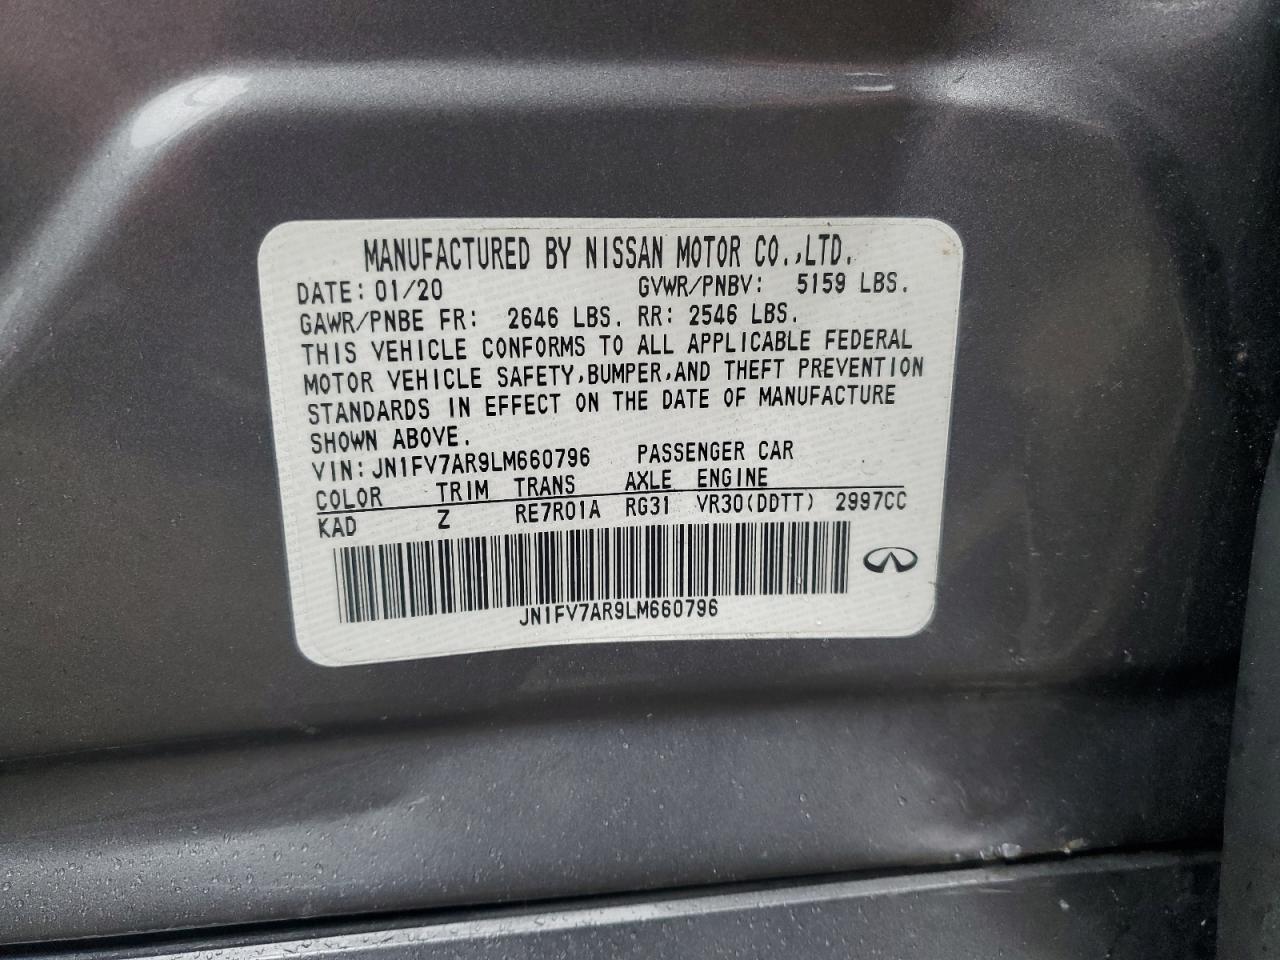 MANUFACTURED BY NISSAN MOTOR CO.,LTD.
DATE: 01/20 GVWR/PNBV: 5159 LBS.
GAWR/PNBE FR: 2646 LBS. RR: 2546 LBS.
THIS VEHICLE CONFORMS TO ALL APPLICABLE FEDERAL
MOTOR VEHICLE SAFETY,BUMPER,AND THEFT PREVENTION
STANDARDS IN EFFECT ON THE DATE OF MANUFACTURE
SHOWN ABOVE.
VIN: JN1FV7AR9LM660796 PASSENGER CAR
COLOR TRIM TRANS AXLE ENGINE
KAD Z RE7R01A RG31 VR30(DDTT) 2997CC
JN1FV7AR9LM660796